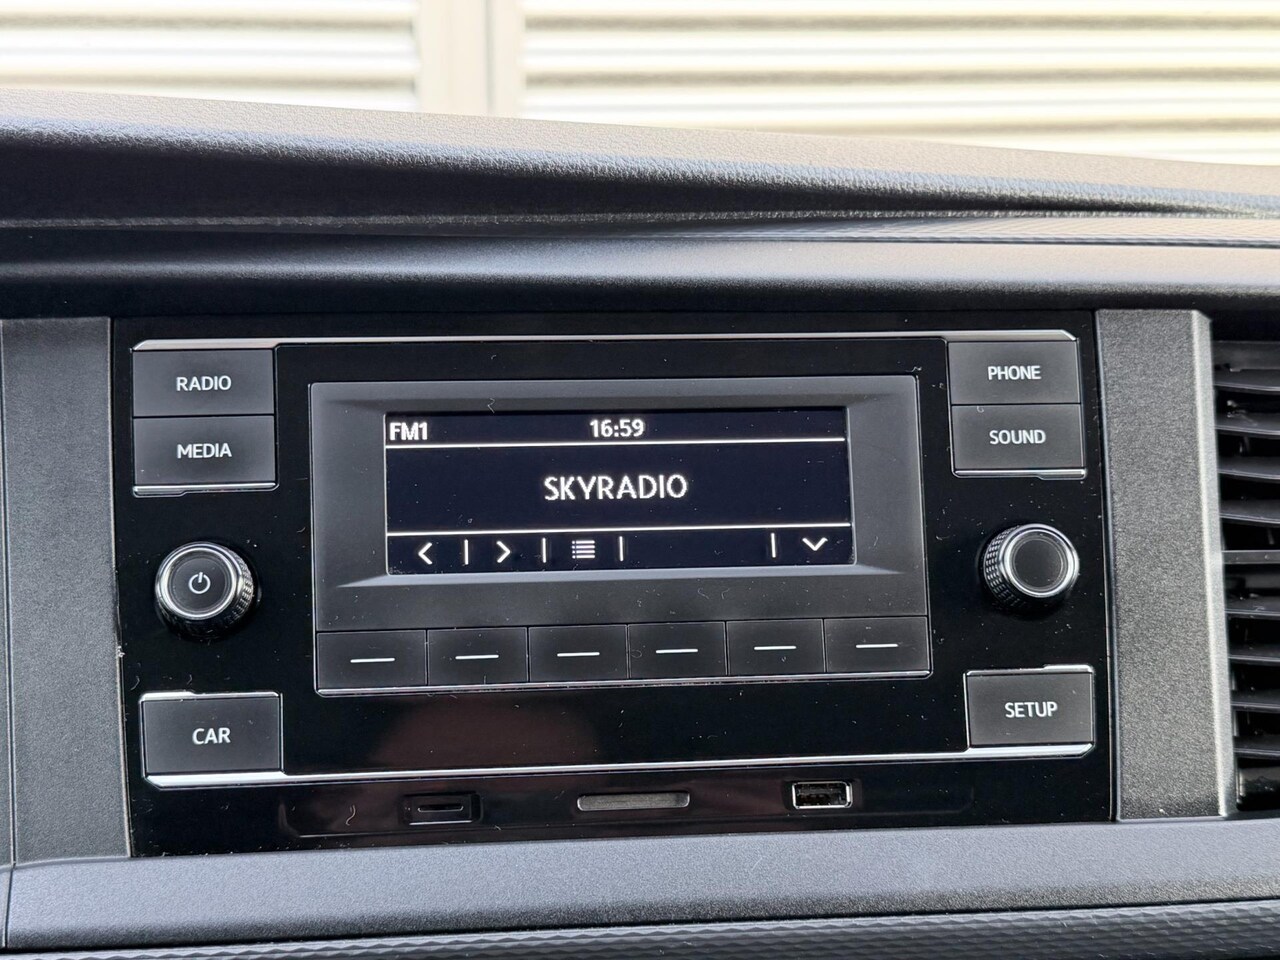 RADIO
MEDIA
PHONE
SOUND
FM1 16:59
SKYRADIO
CAR
SETUP